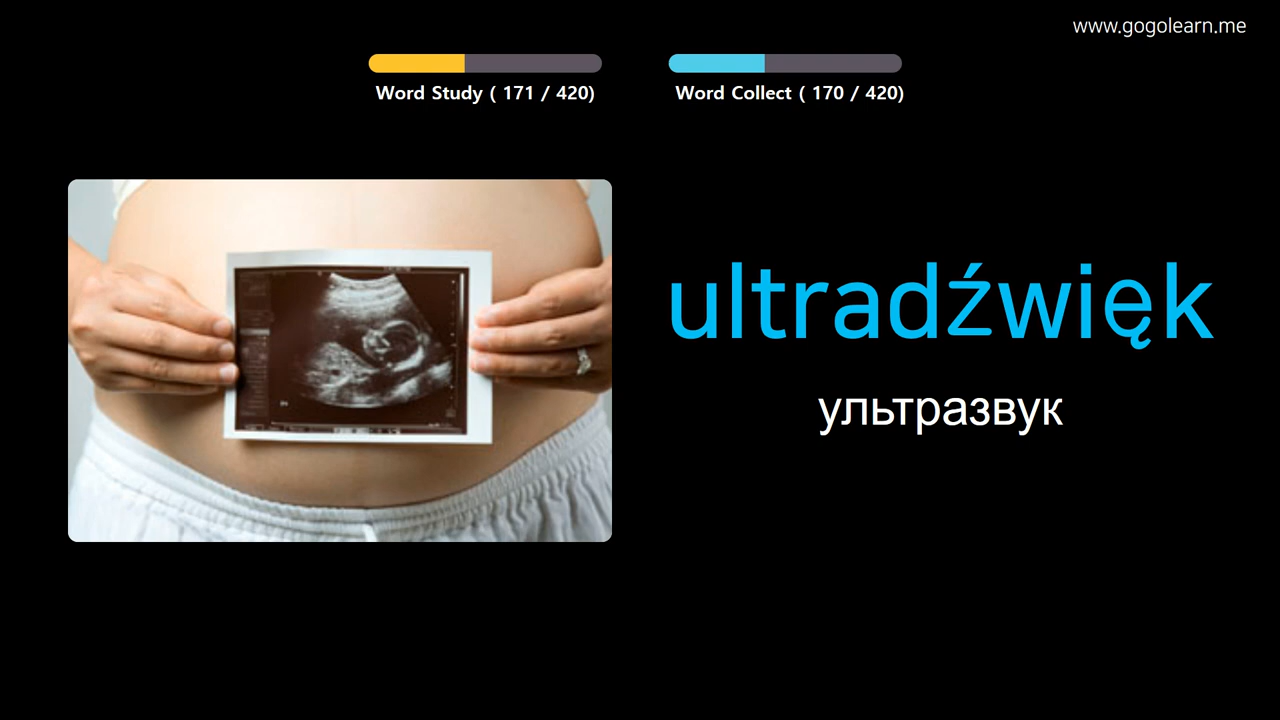 www.gogolearn.me
Word Study ( 171 / 420)
Word Collect ( 170 / 420)
ultradźwięk
ультразвук